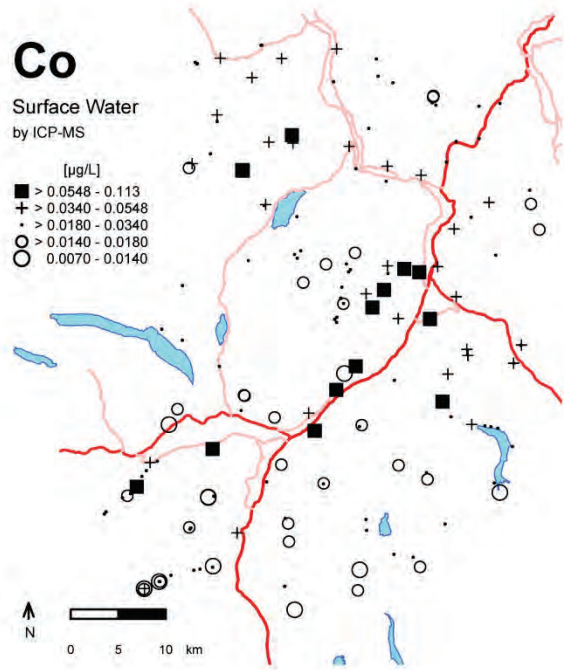 Co
Surface Water
by ICP-MS
[µg/L]
> 0.0548 - 0.113
> 0.0340 - 0.0548
> 0.0180 - 0.0340
> 0.0140 - 0.0180
0.0070 - 0.0140
N
0 5 10 km